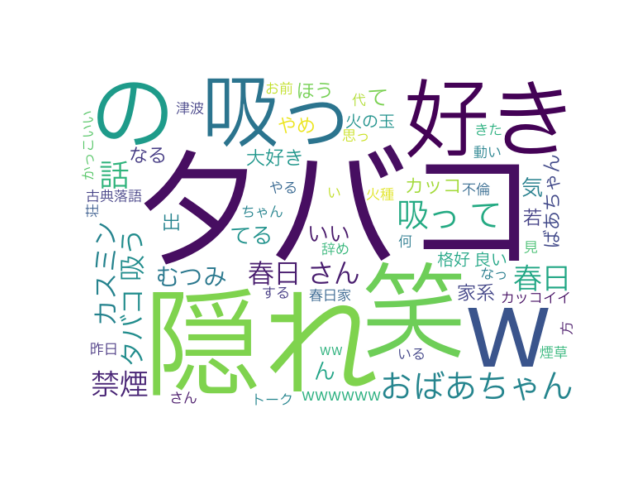 の
吸っ
好き
お前
ほう
代
て
かっこいい
津波
やめ
火の玉
思っ
きた
動い
話
なる
大好き
タバコ
カッコ
不倫
気
ばあちゃん
古典落語
荘
やる
い
火種
若
出
ちゃん
吸っ て
カスミン
タバコ 吸う
てる
いい
辞め
何
見
むつみ
春日 さん
格好 良い
なっ
春日
隠れ
笑
する
春日家
家系
カッコイイ
w
方
昨日
ww
いる
煙草
禁煙
ん
さん
トーク
wwwwww
おばあちゃん